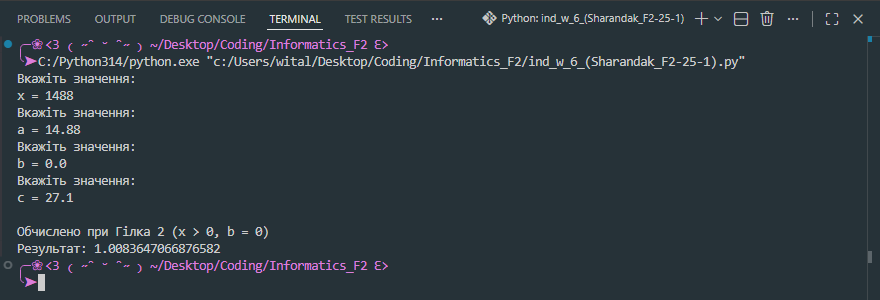 PROBLEMS OUTPUT DEBUG CONSOLE TERMINAL TEST RESULTS ··· Python: ind_w_6_(Sharandak_F2-25-1)
❀<3 ( ˶ˆ ᵕ ˆ˶ ) ~/Desktop/Coding/Informatics_F2 Ɛ>
➤C:/Python314/python.exe "c:/Users/wital/Desktop/Coding/Informatics_F2/ind_w_6_(Sharandak_F2-25-1).py"
Вкажіть значення:
x = 1488
Вкажіть значення:
a = 14.88
Вкажіть значення:
b = 0.0
Вкажіть значення:
c = 27.1
Обчислено при Гілка 2 (x > 0, b = 0)
Результат: 1.0083647066876582
❀<3 ( ˶ˆ ᵕ ˆ˶ ) ~/Desktop/Coding/Informatics_F2 Ɛ>
➤